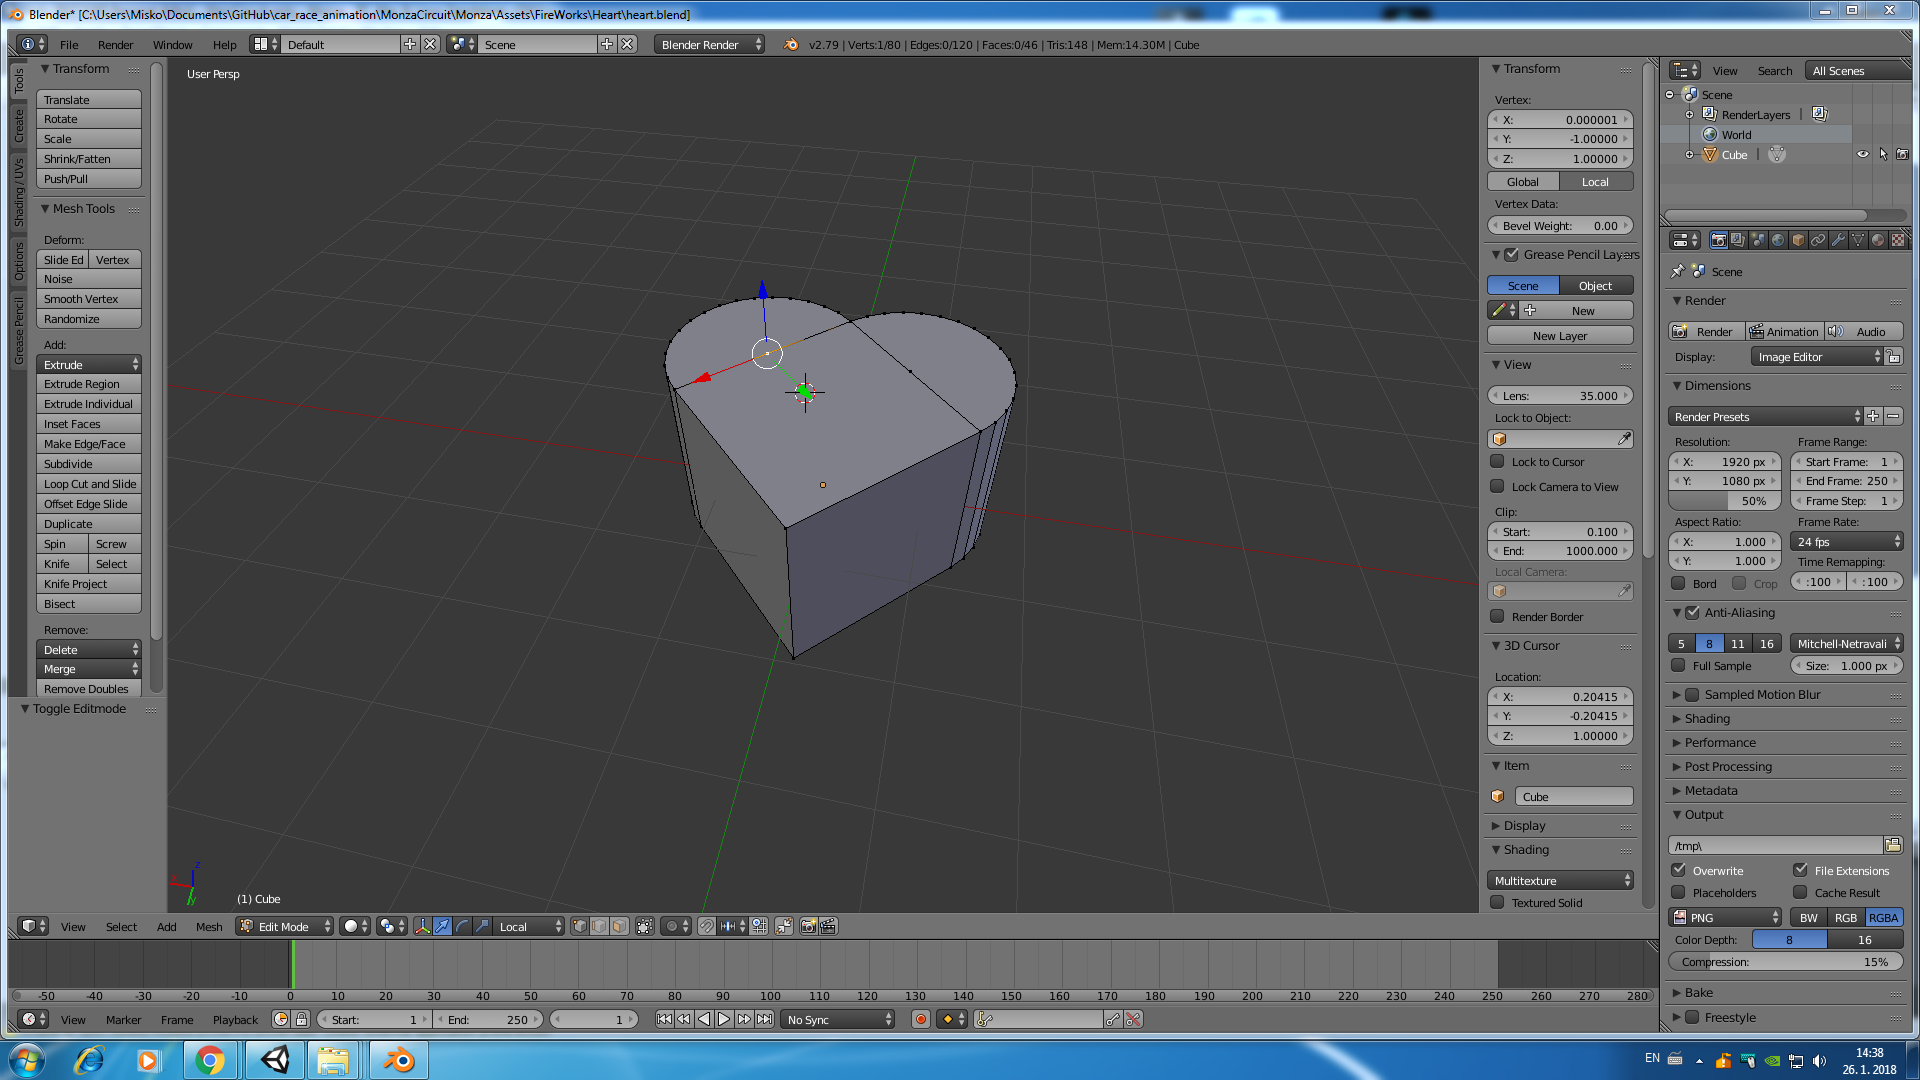 Blender* [C:\Users\Misko\Documents\GitHub\car_race_animation\MonzaCircuit\Monza\Assets\FireWorks\Heart\heart.blend]
File Render Window Help Default Scene Blender Render v2.79 | Verts:1/80 | Edges:0/120 | Faces:0/46 | Tris:148 | Mem:14.30M | Cube
Tools
Create
Shading / UVs
Options
Grease Pencil
Transform
Translate
Rotate
Scale
Shrink/Fatten
Push/Pull
Mesh Tools
Deform:
Slide Ed Vertex
Noise
Smooth Vertex
Randomize
Add:
Extrude
Extrude Region
Extrude Individual
Inset Faces
Make Edge/Face
Subdivide
Loop Cut and Slide
Offset Edge Slide
Duplicate
Spin Screw
Knife Select
Knife Project
Bisect
Remove:
Delete
Merge
Remove Doubles
Toggle Editmode
User Persp
z
x
y
(1) Cube
Transform
Vertex:
X: 0.000001
Y: -1.00000
Z: 1.00000
Global Local
Vertex Data:
Bevel Weight: 0.00
Grease Pencil Layers
Scene Object
New
New Layer
View
Lens: 35.000
Lock to Object:
Lock to Cursor
Lock Camera to View
Clip:
Start: 0.100
End: 1000.000
Local Camera:
Render Border
3D Cursor
Location:
X: 0.20415
Y: -0.20415
Z: 1.00000
Item
Cube
Display
Shading
Multitexture
Textured Solid
View Search All Scenes
Scene
RenderLayers |
World
Cube |
Scene
Render
Render Animation Audio
Display: Image Editor
Dimensions
Render Presets
Resolution: Frame Range:
X: 1920 px Start Frame: 1
Y: 1080 px End Frame: 250
50% Frame Step: 1
Aspect Ratio: Frame Rate:
X: 1.000 24 fps
Y: 1.000 Time Remapping:
Bord Crop :100 :100
Anti-Aliasing
5 8 11 16 Mitchell-Netravali
Full Sample Size: 1.000 px
Sampled Motion Blur
Shading
Performance
Post Processing
Metadata
Output
/tmp\
Overwrite File Extensions
Placeholders Cache Result
PNG BW RGB RGBA
Color Depth: 8 16
Compression: 15%
Bake
Freestyle
View Select Add Mesh Edit Mode Local
-50 -40 -30 -20 -10 0 10 20 30 40 50 60 70 80 90 100 110 120 130 140 150 160 170 180 190 200 210 220 230 240 250 260 270 280
View Marker Frame Playback Start: 1 End: 250 1 No Sync
EN 14:38
26. 1. 2018